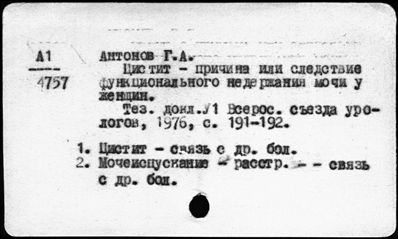 А1
4757
Антонов Г.А.
Цистит - причина или следствие
функционального недержания мочи у
женщин.
Тез. докл. У1 Всерос. съезда уро-
логов, 1976, с. 191-192.
1. Цистит - связь с др. бол.
2. Мочеиспускание - расстр. - - связь
с др. бол.